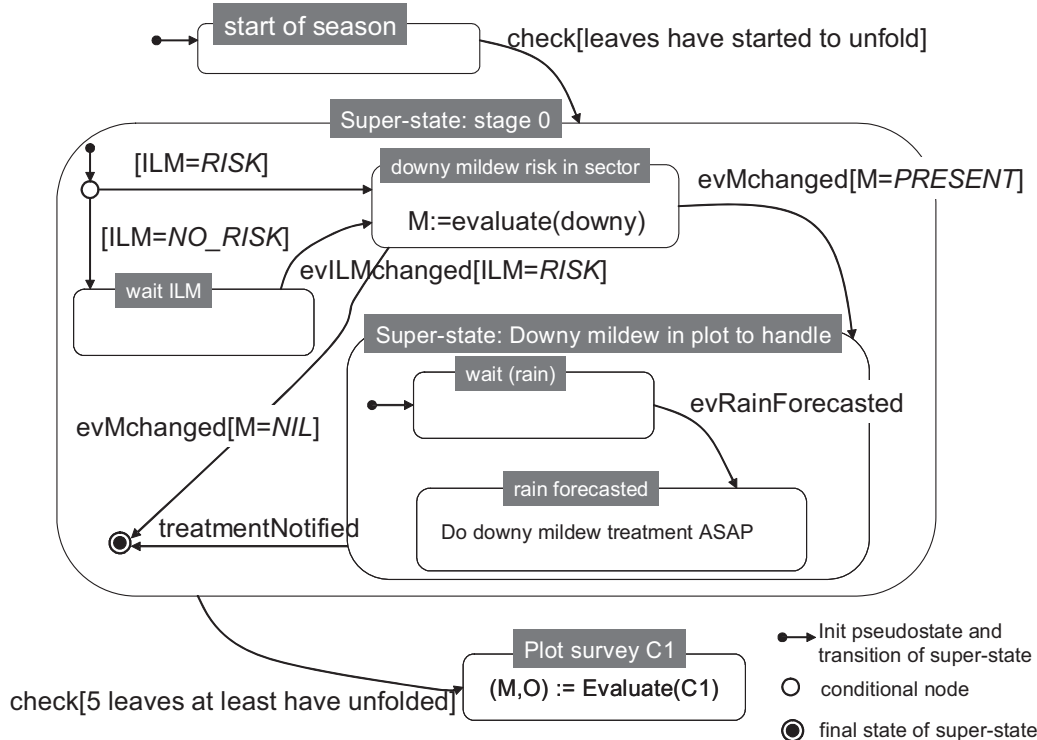 start of season
check[leaves have started to unfold]
Super-state: stage 0
[ILM=RISK]
downy mildew risk in sector
evMchanged[M=PRESENT]
M:=evaluate(downy)
[ILM=NO_RISK]
evILMchanged[ILM=RISK]
wait ILM
Super-state: Downy mildew in plot to handle
wait (rain)
evRainForecasted
evMchanged[M=NIL]
rain forecasted
treatmentNotified
Do downy mildew treatment ASAP
Plot survey C1
(M,O) := Evaluate(C1)
check[5 leaves at least have unfolded]
Init pseudostate and
transition of super-state
conditional node
final state of super-state